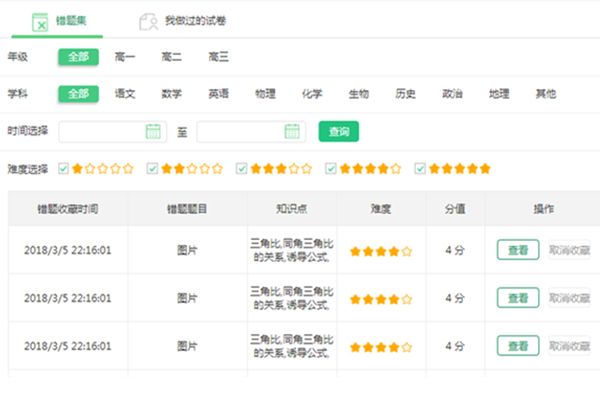 错题集 我做过的试卷
年级 全部 高一 高二 高三
学科 全部 语文 数学 英语 物理 化学 生物 历史 政治 地理 其他
时间选择 至 查询
难度选择
错题收藏时间 错题题目 知识点 难度 分值 操作
2018/3/5 22:16:01 图片 三角比,同角三角比 4 分 查看 取消收藏
的关系,诱导公式,
2018/3/5 22:16:01 图片 三角比,同角三角比 4 分 查看 取消收藏
的关系,诱导公式,
2018/3/5 22:16:01 图片 三角比,同角三角比 4 分 查看 取消收藏
的关系,诱导公式,